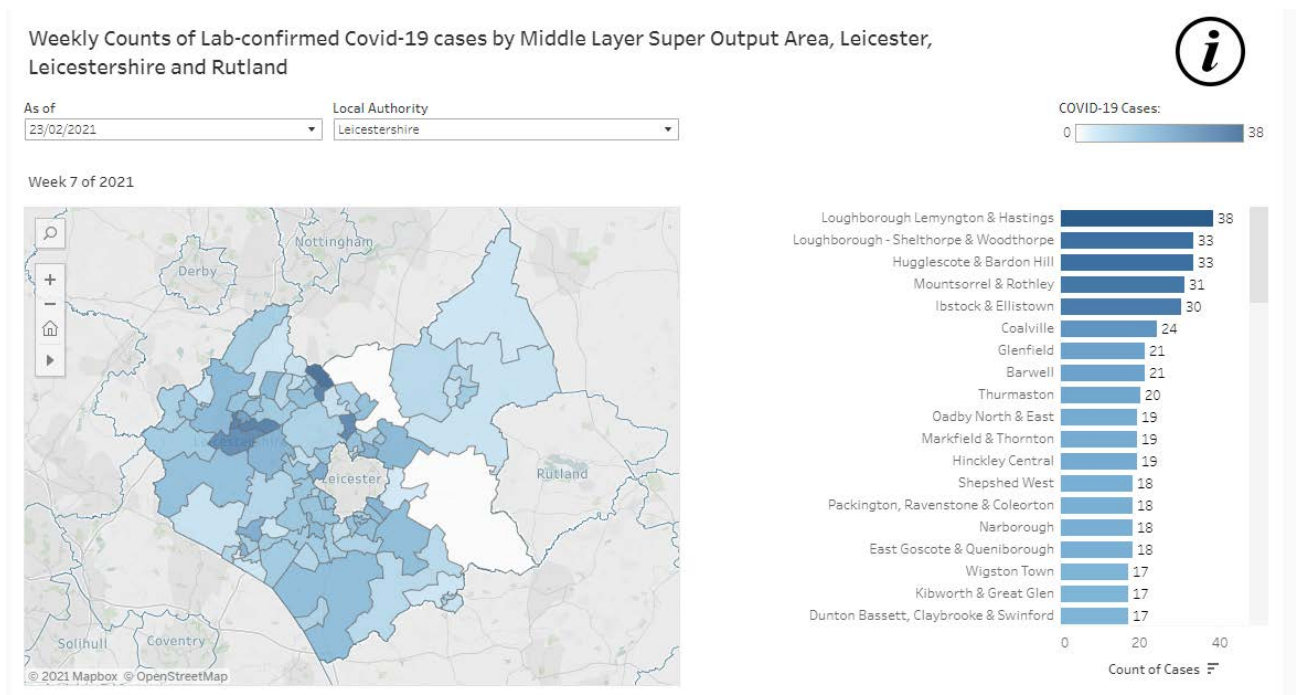 Weekly Counts of Lab-confirmed Covid-19 cases by Middle Layer Super Output Area, Leicester,
Leicestershire and Rutland
i
As of
23/02/2021
Local Authority
Leicestershire
COVID-19 Cases:
0
38
Week 7 of 2021
Nottingham
Derby
Leicester
Rutland
Solihull
Coventry
© 2021 Mapbox © OpenStreetMap
Loughborough Lemyngton & Hastings 38
Loughborough - Shelthorpe & Woodthorpe 33
Hugglescote & Bardon Hill 33
Mountsorrel & Rothley 31
Ibstock & Ellistown 30
Coalville 24
Glenfield 21
Barwell 21
Thurmaston 20
Oadby North & East 19
Markfield & Thornton 19
Hinckley Central 19
Shepshed West 18
Packington, Ravenstone & Coleorton 18
Narborough 18
East Goscote & Queniborough 18
Wigston Town 17
Kibworth & Great Glen 17
Dunton Bassett, Claybrooke & Swinford 17
0 20 40
Count of Cases